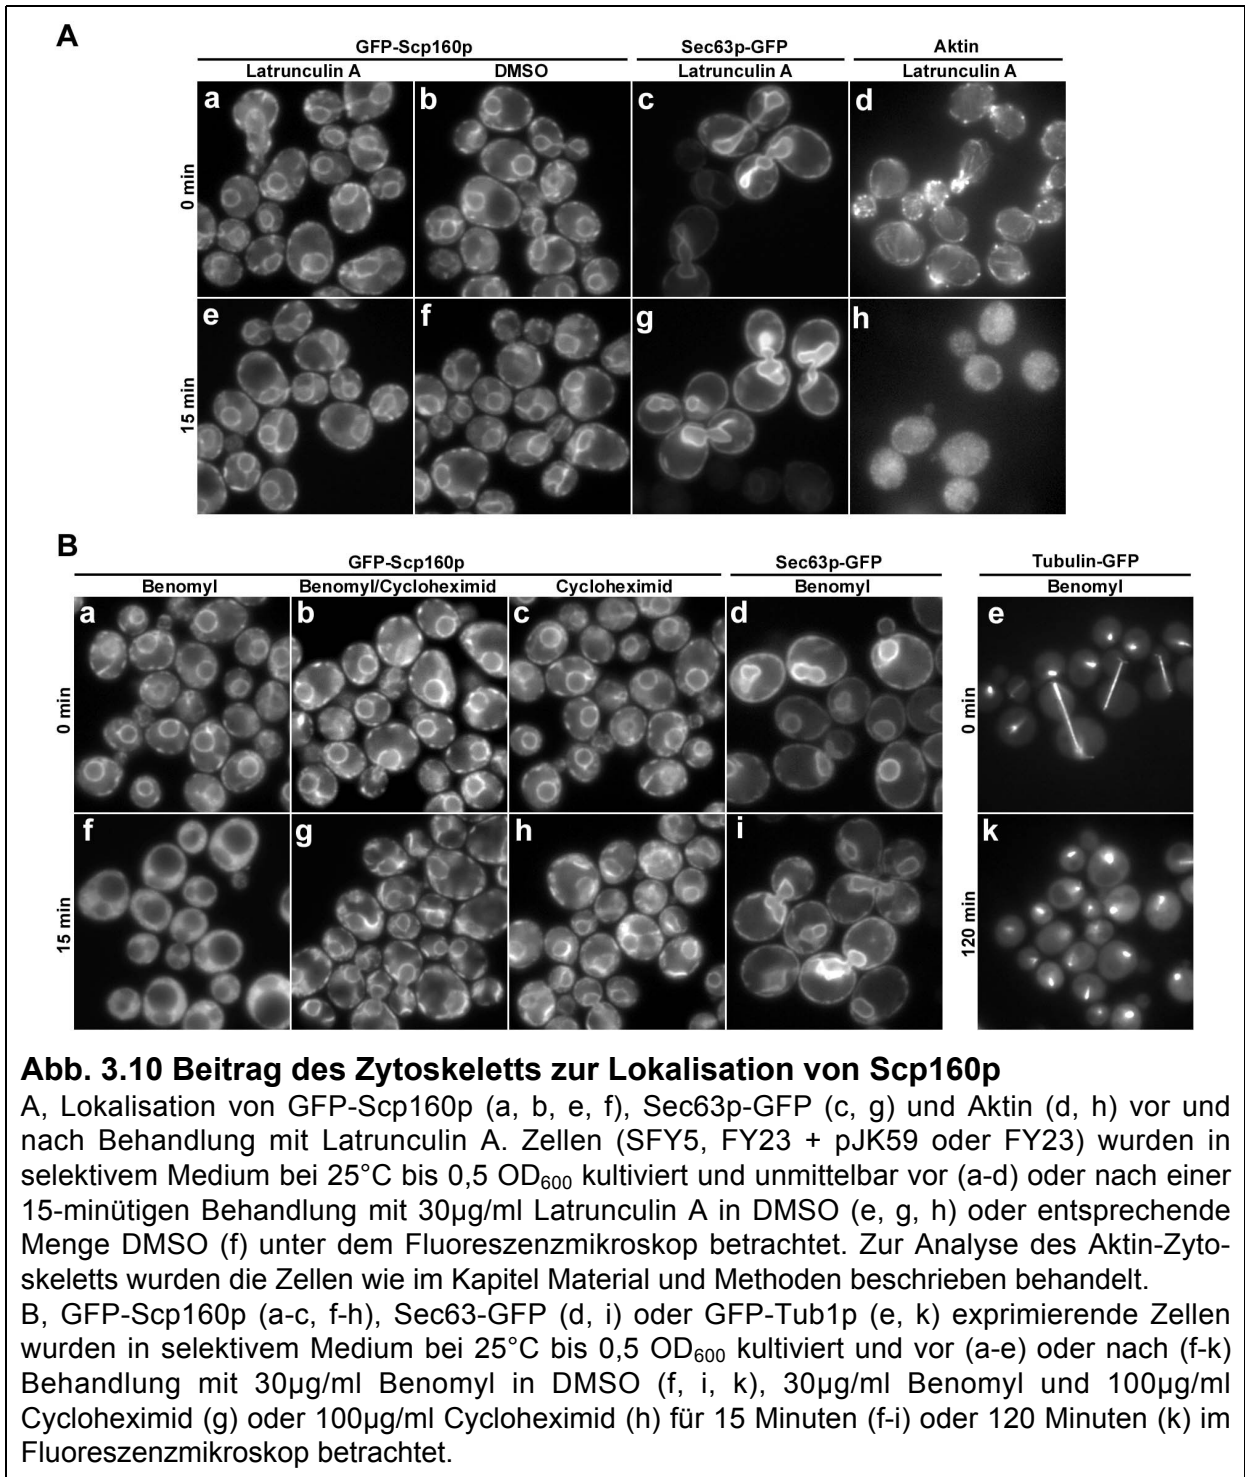 A
GFP-Scp160p Sec63p-GFP Aktin
Latrunculin A DMSO Latrunculin A Latrunculin A
a b c d
0 min
e f g h
15 min
B
GFP-Scp160p Sec63p-GFP Tubulin-GFP
Benomyl Benomyl/Cycloheximid Cycloheximid Benomyl Benomyl
a b c d e
0 min 0 min
f g h i k
15 min 120 min
Abb. 3.10 Beitrag des Zytoskeletts zur Lokalisation von Scp160p
A, Lokalisation von GFP-Scp160p (a, b, e, f), Sec63p-GFP (c, g) und Aktin (d, h) vor und
nach Behandlung mit Latrunculin A. Zellen (SFY5, FY23 + pJK59 oder FY23) wurden in
selektivem Medium bei 25°C bis 0,5 OD600 kultiviert und unmittelbar vor (a-d) oder nach einer
15-minütigen Behandlung mit 30µg/ml Latrunculin A in DMSO (e, g, h) oder entsprechende
Menge DMSO (f) unter dem Fluoreszenzmikroskop betrachtet. Zur Analyse des Aktin-Zyto-
skeletts wurden die Zellen wie im Kapitel Material und Methoden beschrieben behandelt.
B, GFP-Scp160p (a-c, f-h), Sec63-GFP (d, i) oder GFP-Tub1p (e, k) exprimierende Zellen
wurden in selektivem Medium bei 25°C bis 0,5 OD600 kultiviert und vor (a-e) oder nach (f-k)
Behandlung mit 30µg/ml Benomyl in DMSO (f, i, k), 30µg/ml Benomyl und 100µg/ml
Cycloheximid (g) oder 100µg/ml Cycloheximid (h) für 15 Minuten (f-i) oder 120 Minuten (k) im
Fluoreszenzmikroskop betrachtet.